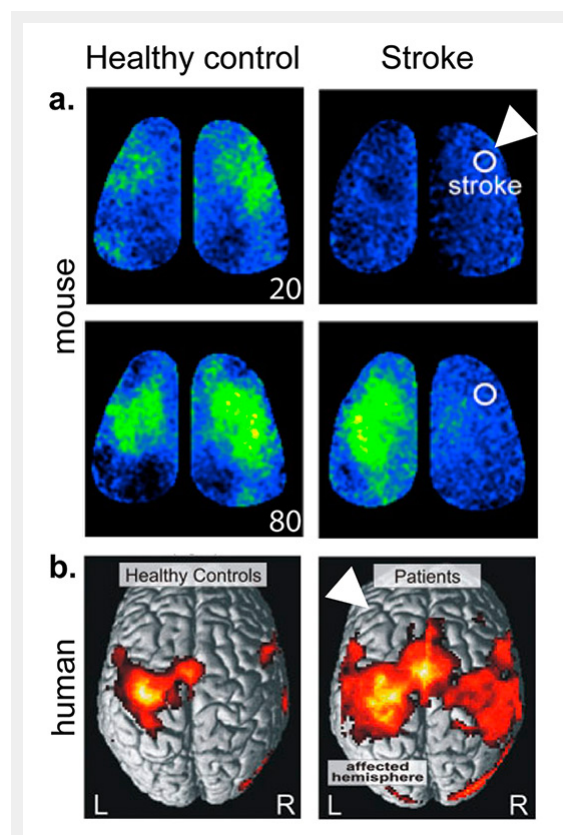 Healthy control Stroke
a.
stroke
20
mouse
80
b.
Healthy Controls Patients
human
affected
hemisphere
L R L R